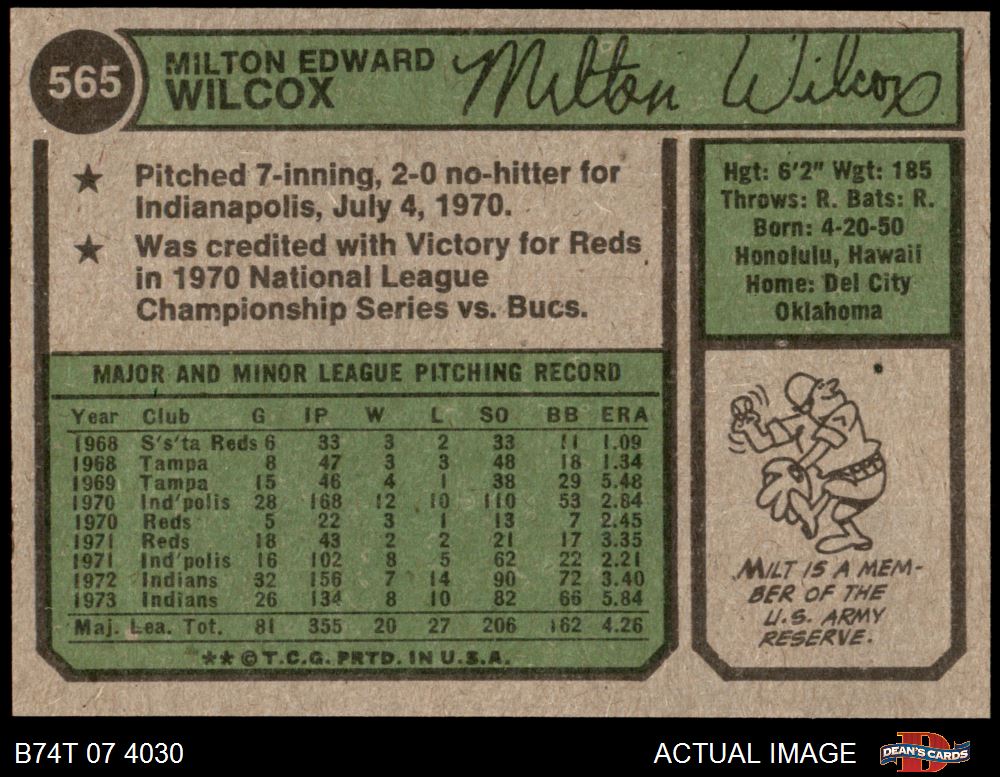 565
MILTON EDWARD
WILCOX
Milton Wilcox
★ Pitched 7-inning, 2-0 no-hitter for
Indianapolis, July 4, 1970.
★ Was credited with Victory for Reds
in 1970 National League
Championship Series vs. Bucs.
Hgt: 6'2" Wgt: 185
Throws: R. Bats: R.
Born: 4-20-50
Honolulu, Hawaii
Home: Del City
Oklahoma
MAJOR AND MINOR LEAGUE PITCHING RECORD
Year Club G IP W L SO BB ERA
1968 S's'ta Reds 6 33 3 2 33 11 1.09
1968 Tampa 8 47 3 3 48 18 1.34
1969 Tampa 15 46 4 1 38 29 5.48
1970 Ind'polis 28 168 12 10 110 53 2.84
1970 Reds 5 22 3 1 13 7 2.45
1971 Reds 18 43 2 2 21 17 3.35
1971 Ind'polis 16 102 8 5 62 22 2.21
1972 Indians 32 156 7 14 90 72 3.40
1973 Indians 26 134 8 10 82 66 5.84
Maj. Lea. Tot. 81 355 20 27 206 162 4.26
★★ © T.C.G. PRTD. IN U.S.A.
MILT IS A MEM-
BER OF THE
U.S. ARMY
RESERVE.
B74T 07 4030
ACTUAL IMAGE
DEAN'S CARDS